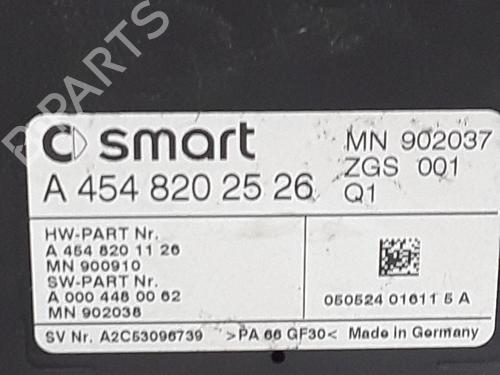 B-PARTS
smart MN 902037
A 454 820 25 26 ZGS 001
Q1
HW-PART Nr.
A 454 820 11 26
MN 900910
SW-PART Nr.
A 000 448 00 62
MN 902038
050524 01611 5 A
SV Nr. A2C53096739 >PA 66 GF30< Made in Germany